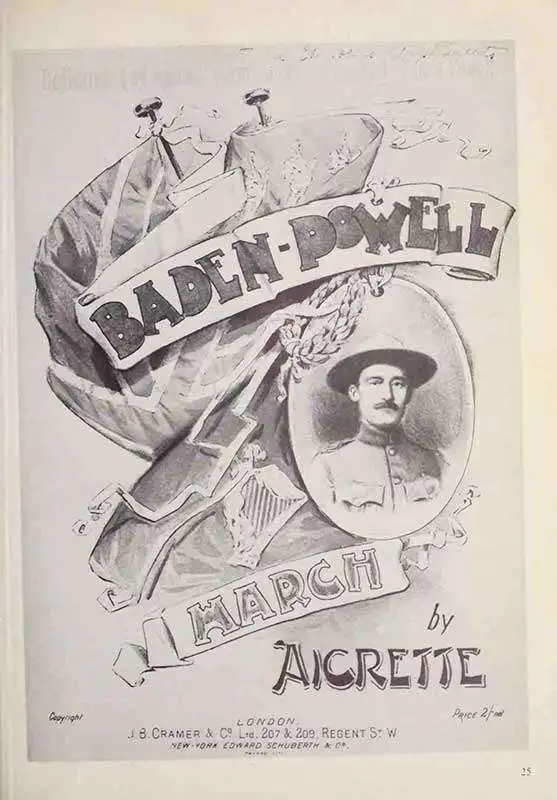 BADEN-POWELL
MARCH
by
AIGRETTE
Copyright
PRICE 2/- net
LONDON.
J. B. CRAMER & Co Ltd. 207 & 209, REGENT St. W
NEW-YORK EDWARD SCHUBERTH & Co.
25